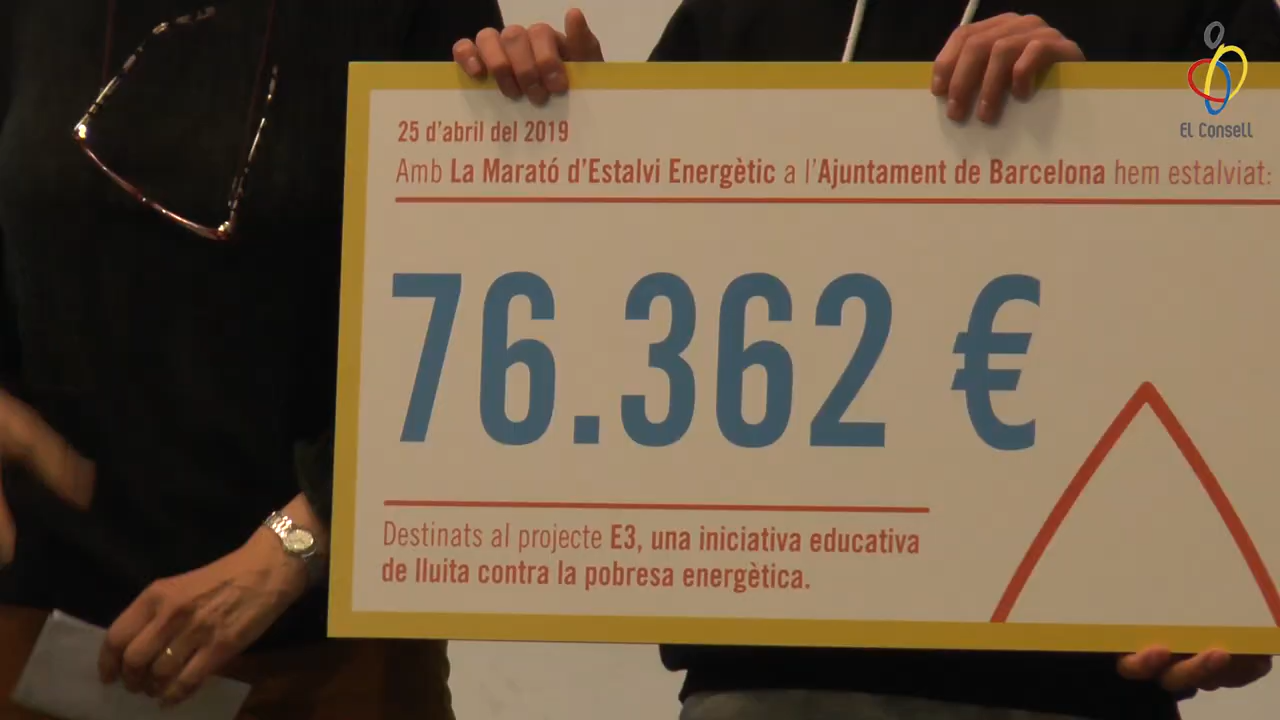 El Consell
25 d'abril del 2019
Amb La Marató d'Estalvi Energètic a l'Ajuntament de Barcelona hem estalviat:
76.362 €
Destinats al projecte E3, una iniciativa educativa
de lluita contra la pobresa energètica.